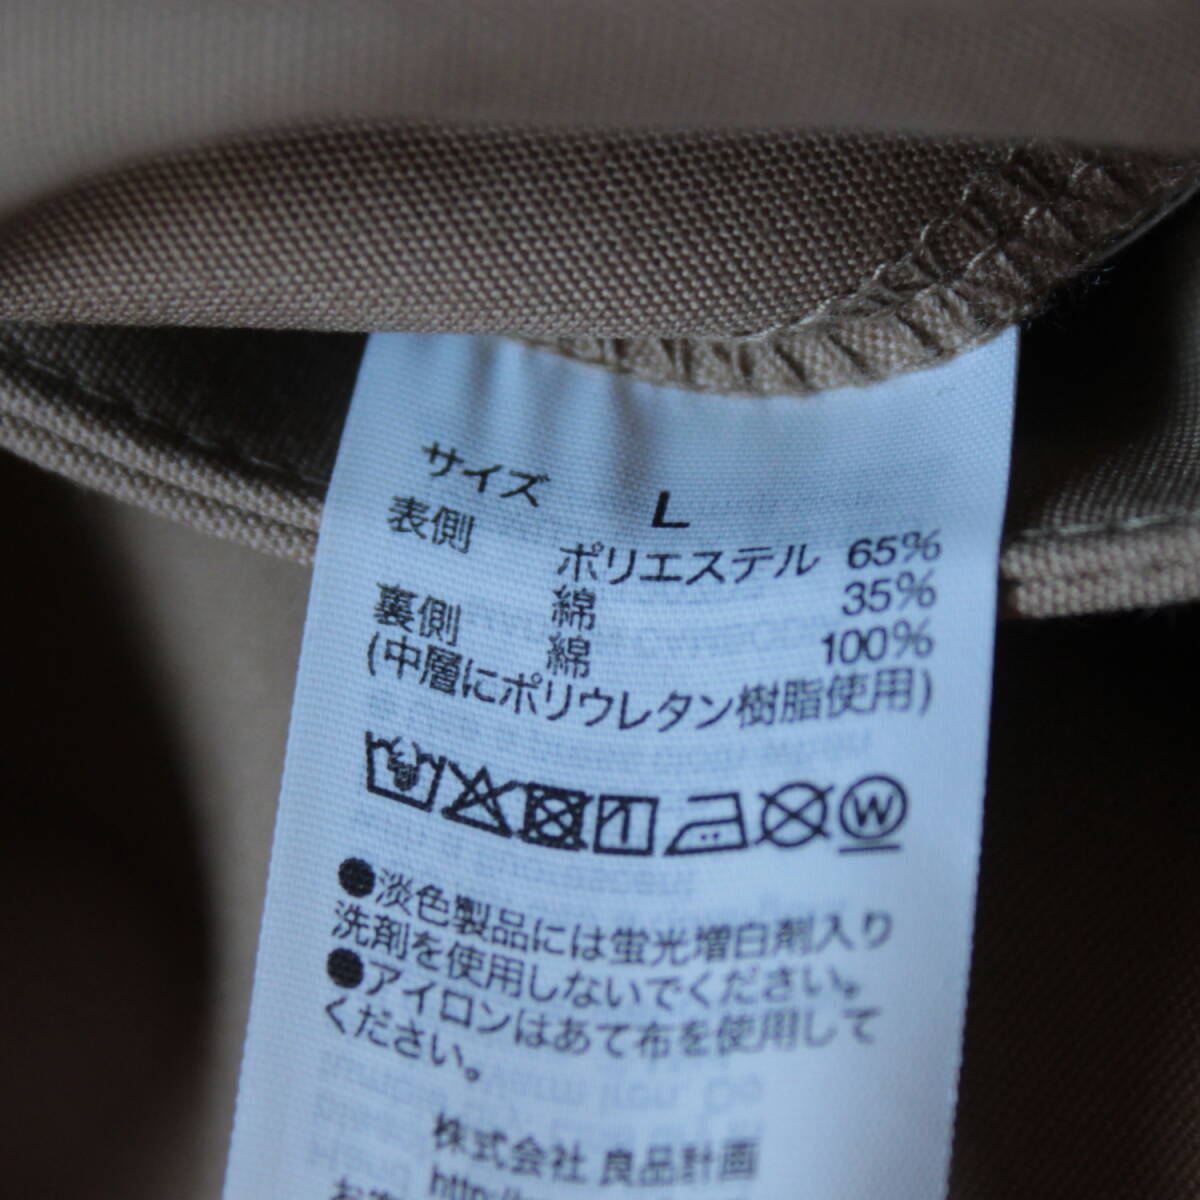 サイズ L
表側 ポリエステル 65%
綿 35%
裏側 綿 100%
(中層にポリウレタン樹脂使用)
W
●淡色製品には蛍光増白剤入り
洗剤を使用しないでください。
●アイロンはあて布を使用して
ください。
株式会社 良品計画
http://